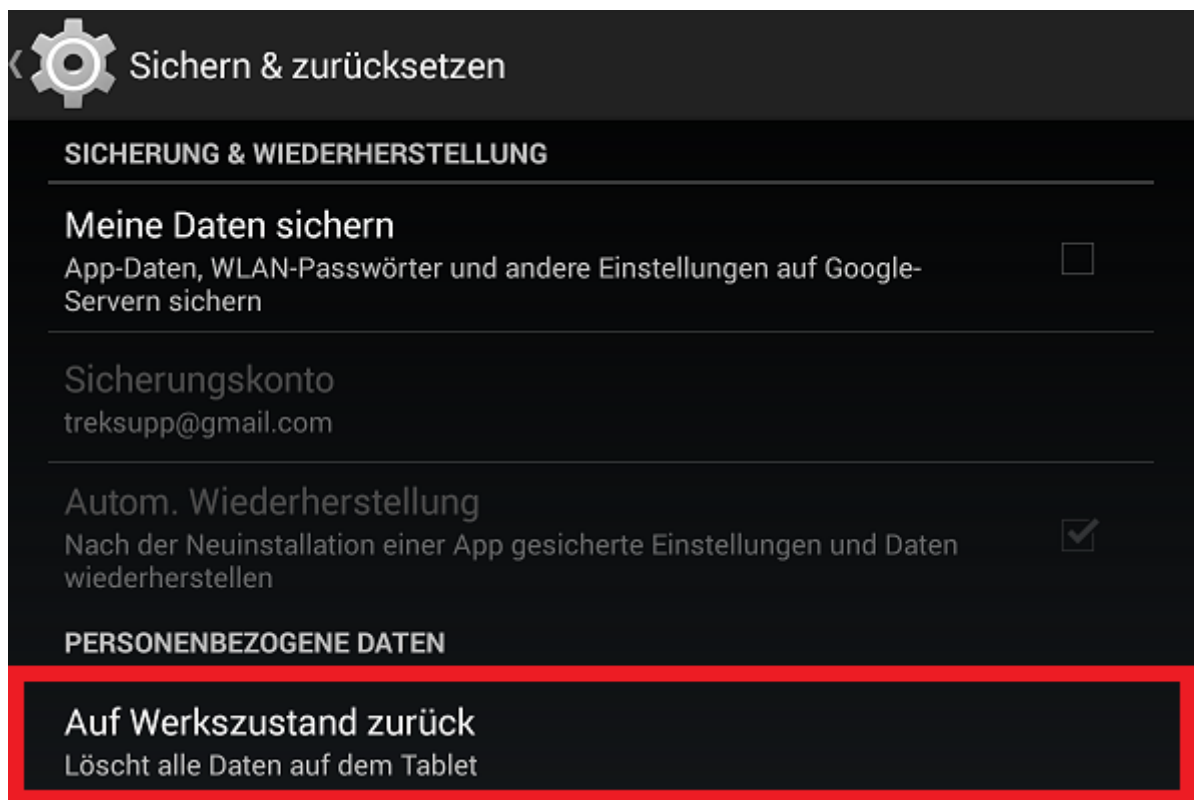 Sichern & zurücksetzen
SICHERUNG & WIEDERHERSTELLUNG
Meine Daten sichern
App-Daten, WLAN-Passwörter und andere Einstellungen auf Google-
Servern sichern
Sicherungskonto
treksupp@gmail.com
Autom. Wiederherstellung
Nach der Neuinstallation einer App gesicherte Einstellungen und Daten
wiederherstellen
PERSONENBEZOGENE DATEN
Auf Werkszustand zurück
Löscht alle Daten auf dem Tablet